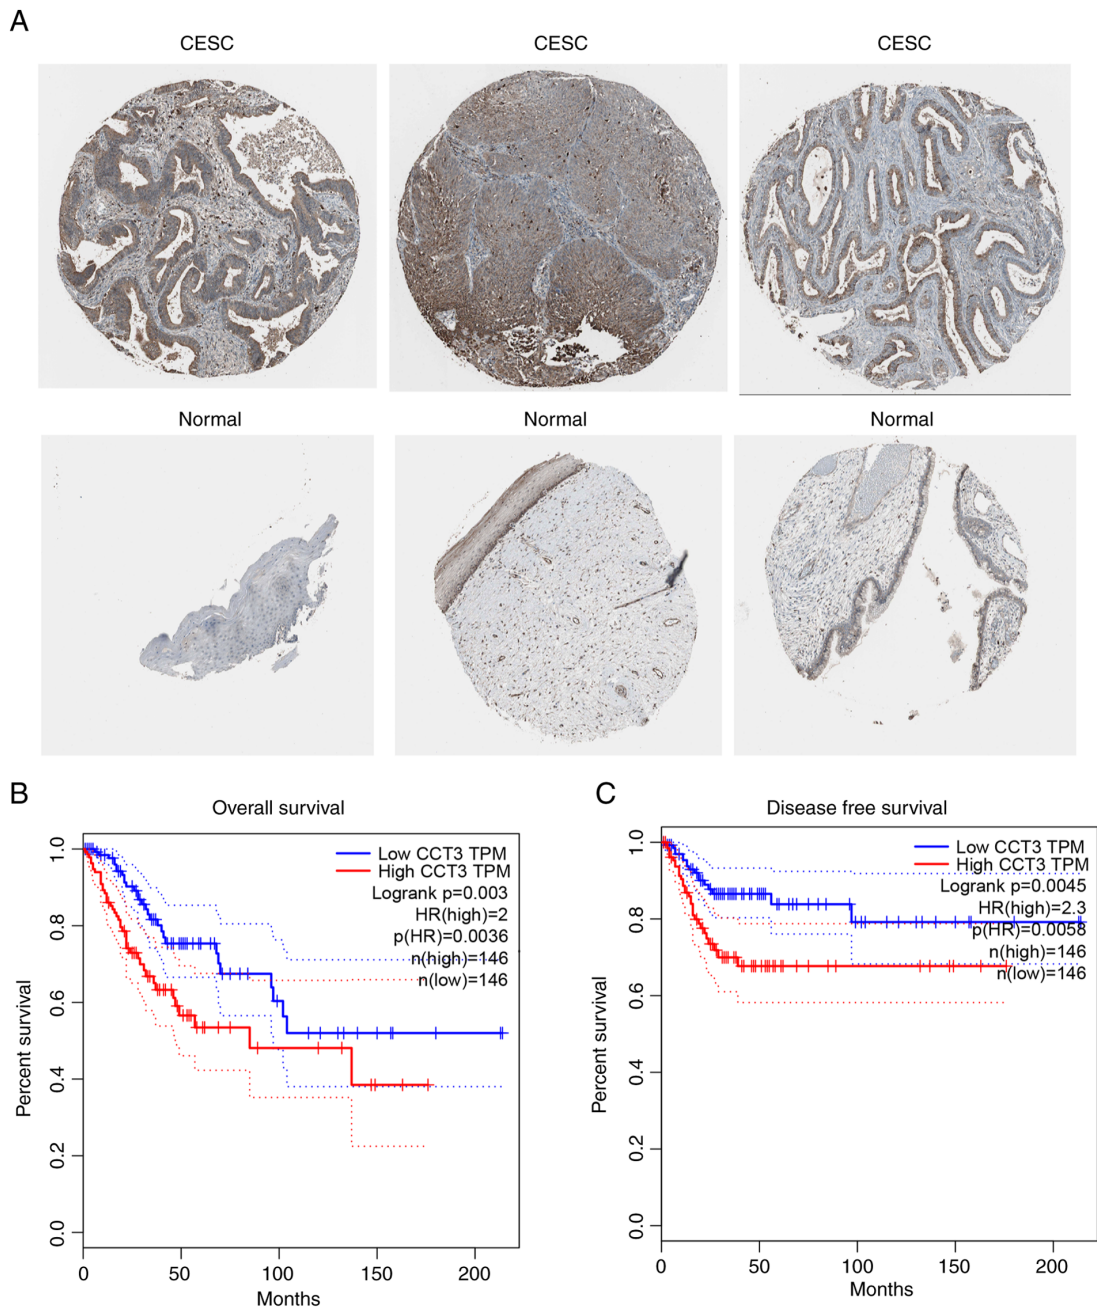 A
CESC CESC CESC
Normal Normal Normal
B
Overall survival
Percent survival
1.0
0.8
0.6
0.4
0.2
0.0
Low CCT3 TPM
High CCT3 TPM
Logrank p=0.003
HR(high)=2
p(HR)=0.0036
n(high)=146
n(low)=146
0 50 100 150 200
Months
C
Disease free survival
Percent survival
1.0
0.8
0.6
0.4
0.2
0.0
Low CCT3 TPM
High CCT3 TPM
Logrank p=0.0045
HR(high)=2.3
p(HR)=0.0058
n(high)=146
n(low)=146
0 50 100 150 200
Months